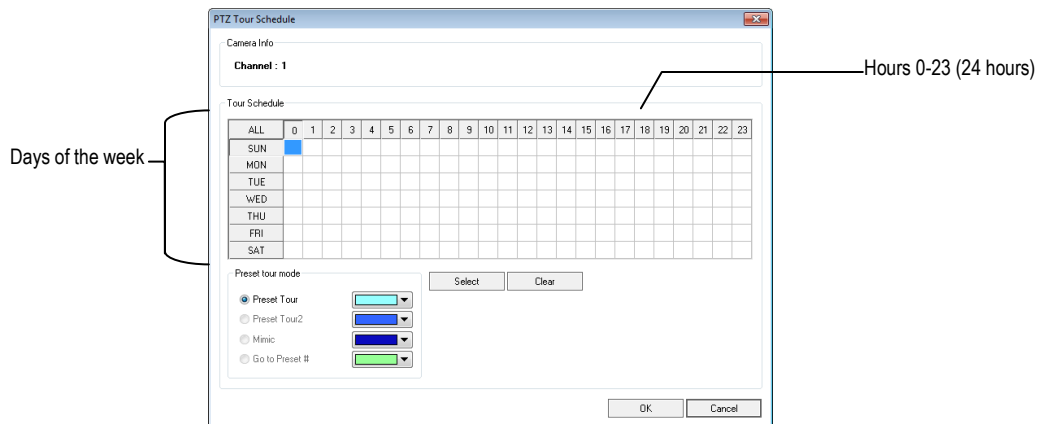 PTZ Tour Schedule
Camera Info
Channel : 1
Hours 0-23 (24 hours)
Tour Schedule
ALL 0 1 2 3 4 5 6 7 8 9 10 11 12 13 14 15 16 17 18 19 20 21 22 23
SUN
Days of the week
MON
TUE
WED
THU
FRI
SAT
Preset tour mode
Select Clear
Preset Tour
Preset Tour2
Mimic
Go to Preset #
OK Cancel